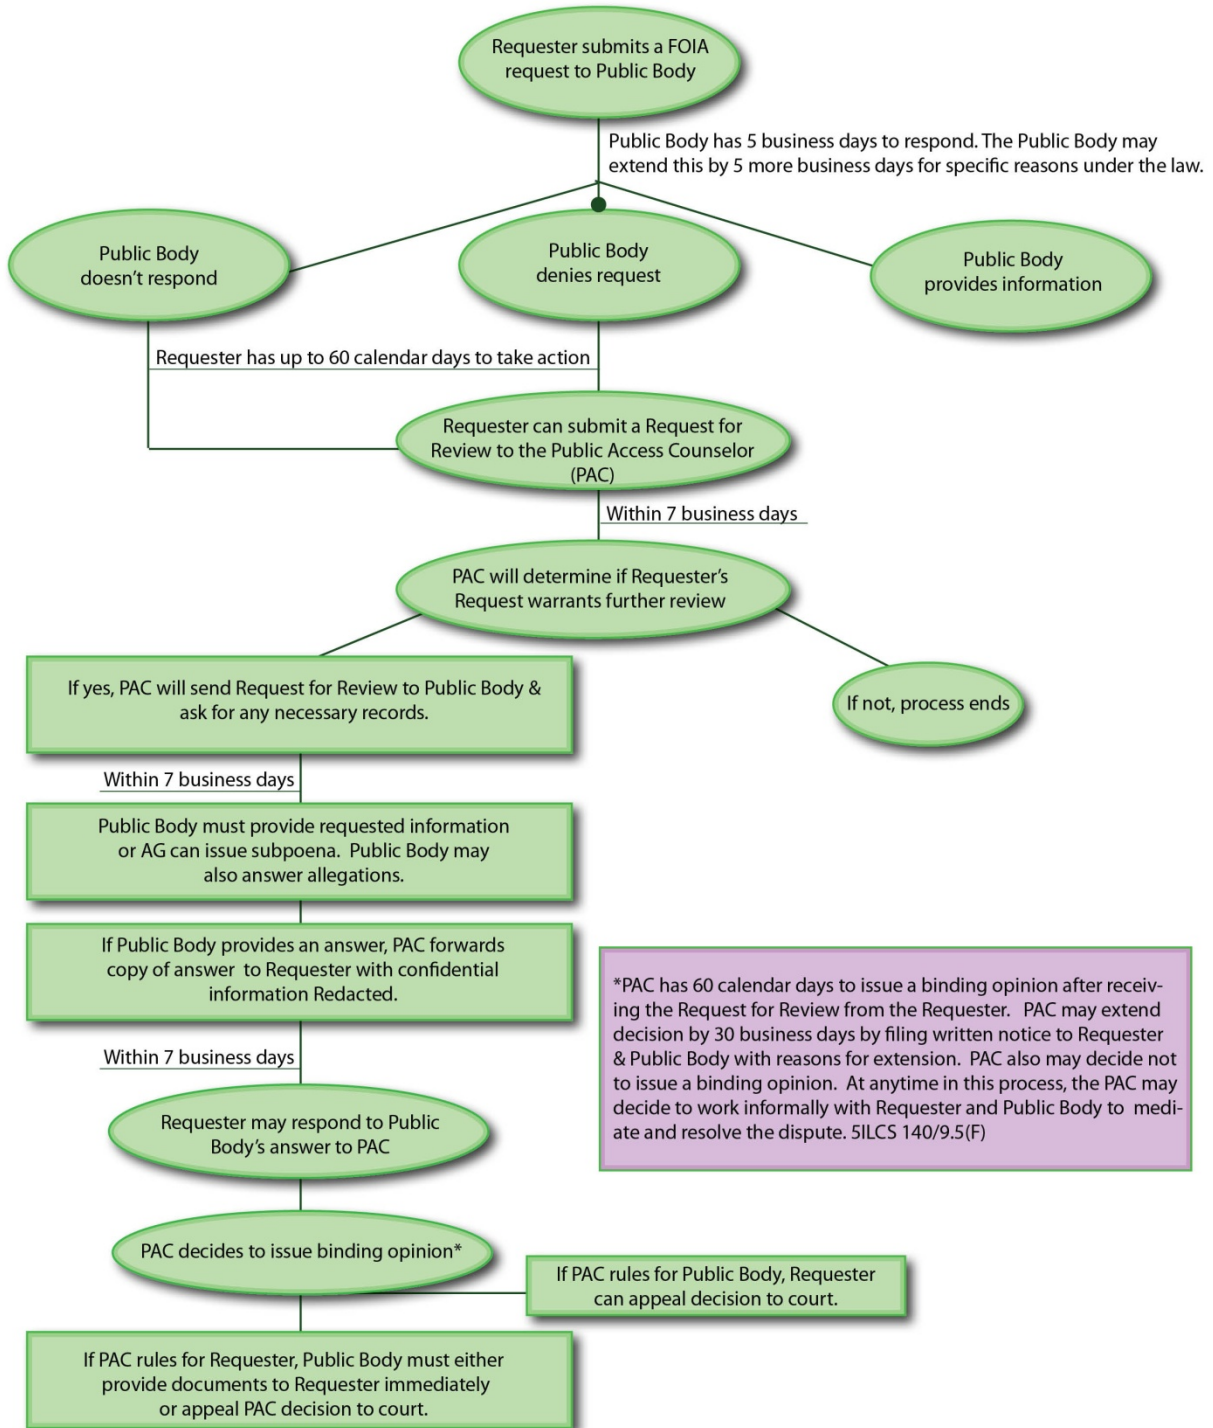 Requester submits a FOIA
request to Public Body
Public Body has 5 business days to respond. The Public Body may
extend this by 5 more business days for specific reasons under the law.
Public Body
doesn't respond
Public Body
denies request
Public Body
provides information
Requester has up to 60 calendar days to take action
Requester can submit a Request for
Review to the Public Access Counselor
(PAC)
Within 7 business days
PAC will determine if Requester's
Request warrants further review
If yes, PAC will send Request for Review to Public Body &
ask for any necessary records.
If not, process ends
Within 7 business days
Public Body must provide requested information
or AG can issue subpoena. Public Body may
also answer allegations.
If Public Body provides an answer, PAC forwards
copy of answer to Requester with confidential
information Redacted.
*PAC has 60 calendar days to issue a binding opinion after receiv-
ing the Request for Review from the Requester. PAC may extend
decision by 30 business days by filing written notice to Requester
& Public Body with reasons for extension. PAC also may decide not
to issue a binding opinion. At anytime in this process, the PAC may
decide to work informally with Requester and Public Body to medi-
ate and resolve the dispute. 5ILCS 140/9.5(F)
Within 7 business days
Requester may respond to Public
Body's answer to PAC
PAC decides to issue binding opinion*
If PAC rules for Public Body, Requester
can appeal decision to court.
If PAC rules for Requester, Public Body must either
provide documents to Requester immediately
or appeal PAC decision to court.